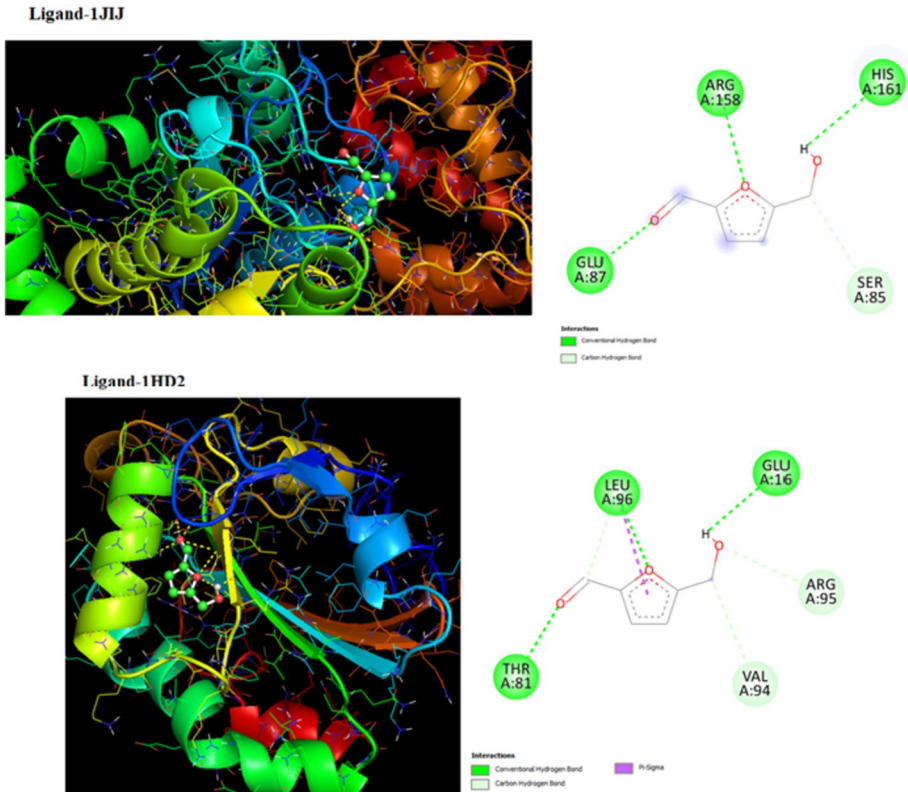 Ligand-1JIJ
ARG
A:158
HIS
A:161
H
O
O
O
GLU
A:87
SER
A:85
Interactions
Conventional Hydrogen Bond
Carbon Hydrogen Bond
Ligand-1HD2
LEU
A:96
GLU
A:16
H
O
O
O
ARG
A:95
THR
A:81
VAL
A:94
Interactions
Conventional Hydrogen Bond
Carbon Hydrogen Bond
Pi-Sigma